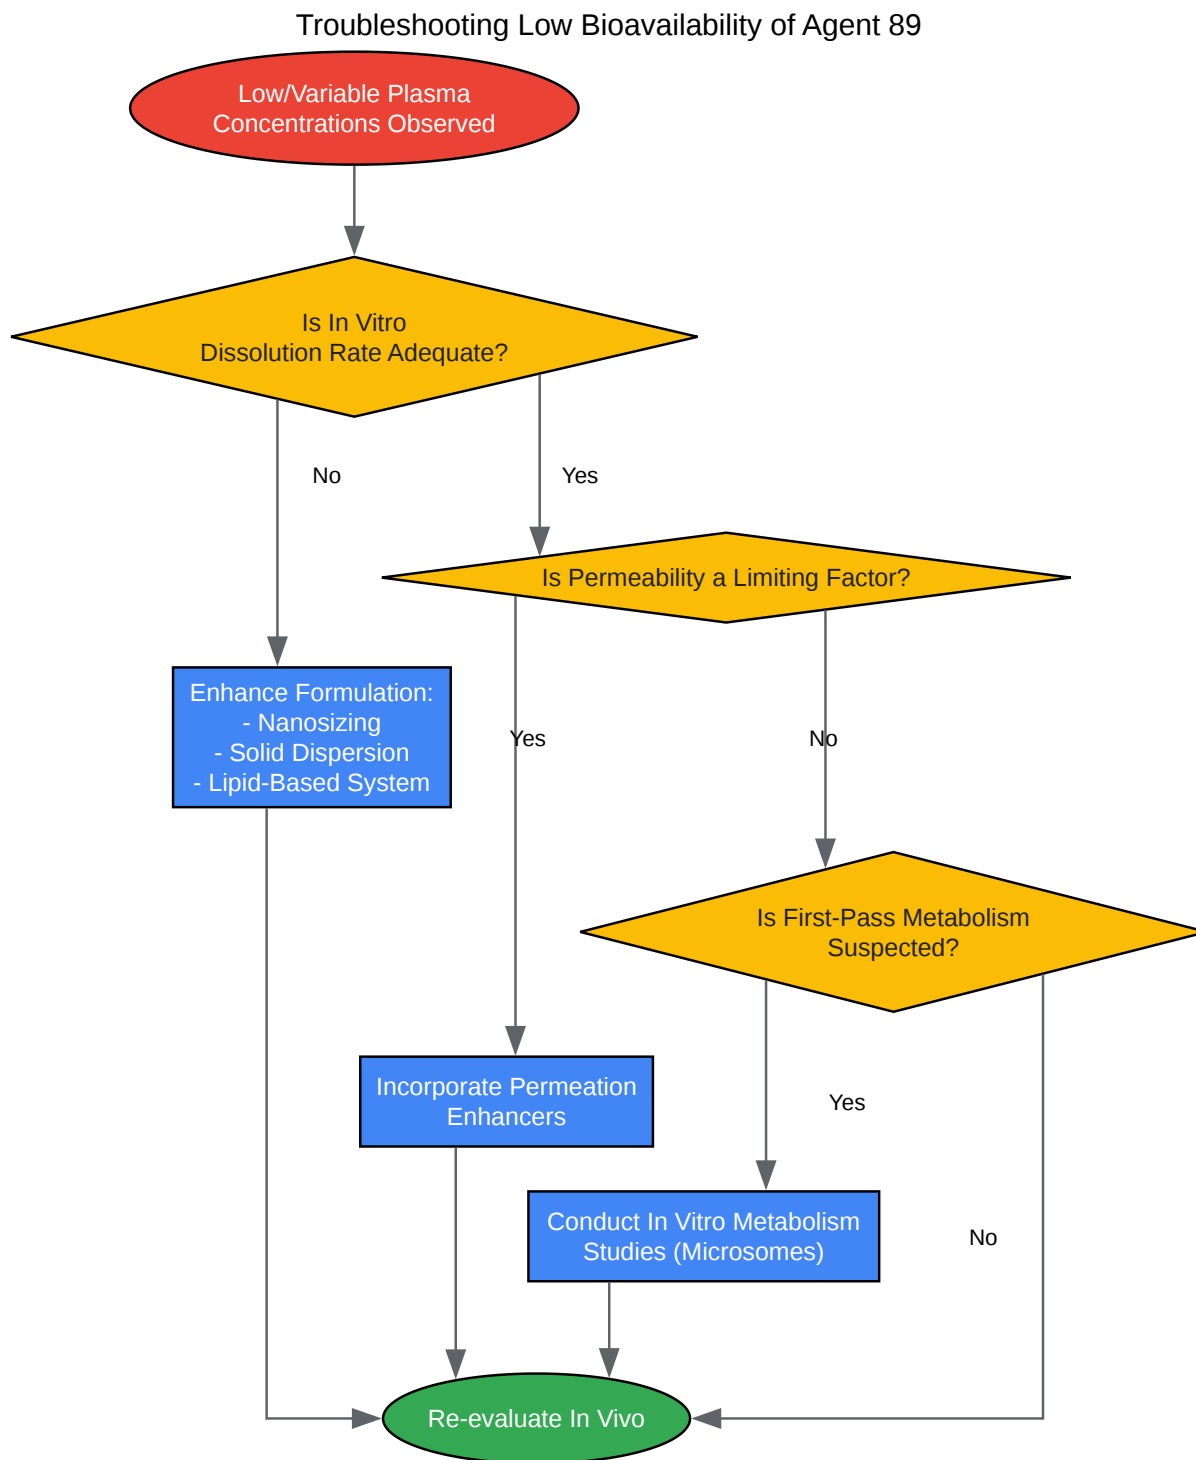 Troubleshooting Low Bioavailability of Agent 89
Low/Variable Plasma
Concentrations Observed
Is In Vitro
Dissolution Rate Adequate?
No
Yes
Is Permeability a Limiting Factor?
Enhance Formulation:
- Nanosizing
- Solid Dispersion
- Lipid-Based System
Yes
No
Is First-Pass Metabolism
Suspected?
Incorporate Permeation
Enhancers
Yes
Conduct In Vitro Metabolism
Studies (Microsomes)
No
Re-evaluate In Vivo